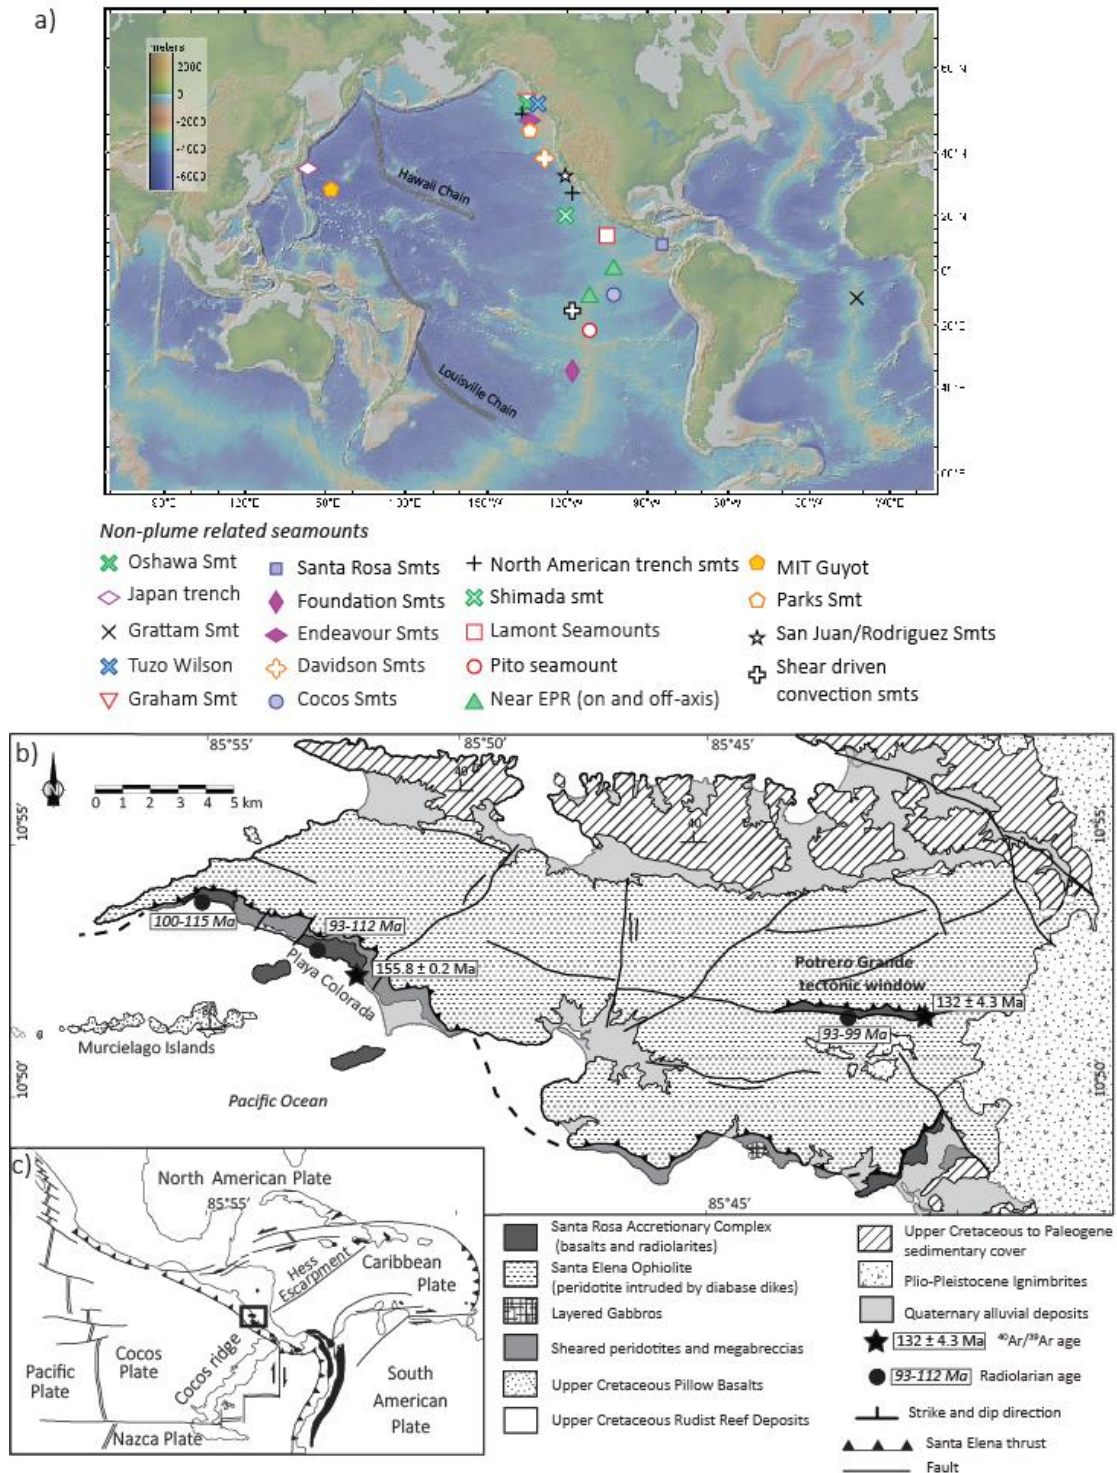 a)
meters
2000
0
-2000
-4000
-6000
Hawaii Chain
Louisville Chain
40°N
20°N
0°
20°S
40°S
120°E
150°W
120°W
90°W
Non-plume related seamounts
Oshawa Smt
Japan trench
Grattam Smt
Tuzo Wilson
Graham Smt
Santa Rosa Smts
Foundation Smts
Endeavour Smts
Davidson Smts
Cocos Smts
North American trench smts
Shimada smt
Lamont Seamounts
Pito seamount
Near EPR (on and off-axis)
MIT Guyot
Parks Smt
San Juan/Rodriguez Smts
Shear driven
convection smts
b)
85°55'
85°50'
85°45'
N
0 1 2 3 4 5 km
10°55'
10°55'
40
40
100-115 Ma
93-112 Ma
155.8 ± 0.2 Ma
Playa Colorada
Potrero Grande
tectonic window
132 ± 4.3 Ma
93-99 Ma
Murcielago Islands
10°50'
10°50'
Pacific Ocean
85°45'
c)
North American Plate
85°55'
Hess
Escarpment
Caribbean
Plate
Cocos
Plate
Cocos ridge
Pacific
Plate
South
American
Plate
Nazca Plate
Santa Rosa Accretionary Complex
(basalts and radiolarites)
Santa Elena Ophiolite
(peridotite intruded by diabase dikes)
Layered Gabbros
Sheared peridotites and megabreccias
Upper Cretaceous Pillow Basalts
Upper Cretaceous Rudist Reef Deposits
Upper Cretaceous to Paleogene
sedimentary cover
Plio-Pleistocene Ignimbrites
Quaternary alluvial deposits
132 ± 4.3 Ma ⁴⁰Ar/³⁹Ar age
93-112 Ma Radiolarian age
Strike and dip direction
Santa Elena thrust
Fault